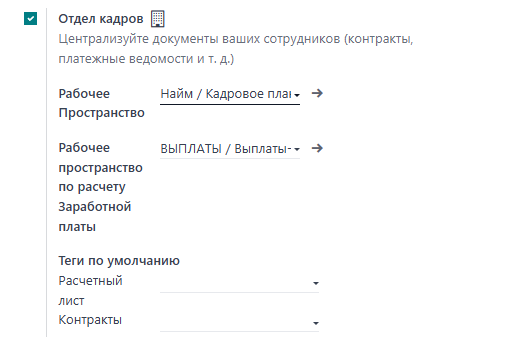 Отдел кадров
Централизуйте документы ваших сотрудников (контракты,
платежные ведомости и т. д.)
Рабочее
Пространство
Найм / Кадровое
Рабочее
пространство
по расчету
Заработной
платы
ВЫПЛАТЫ / Выплаты-
Теги по умолчанию
Расчетный
лист
Контракты